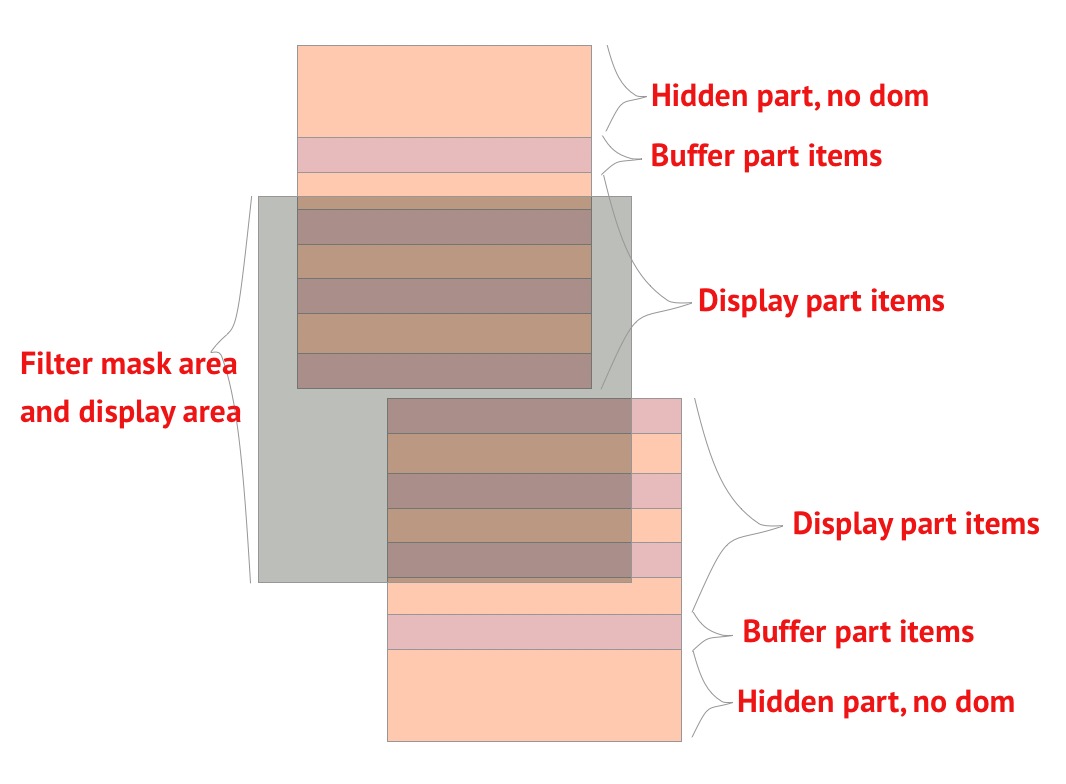 Hidden part, no dom
Buffer part items
Display part items
Filter mask area
and display area
Display part items
Buffer part items
Hidden part, no dom